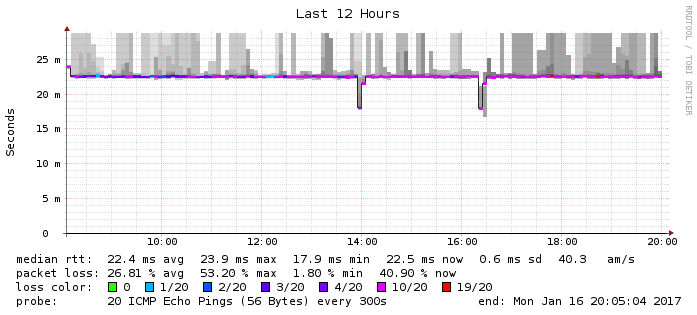 Last 12 Hours
RRDTOOL / TOBI OETIKER
Seconds
25 m
20 m
15 m
10 m
5 m
0
10:00 12:00 14:00 16:00 18:00 20:00
median rtt: 22.4 ms avg 23.9 ms max 17.9 ms min 22.5 ms now 0.6 ms sd 40.3 am/s
packet loss: 26.81 % avg 53.20 % max 1.80 % min 40.90 % now
loss color: 0 1/20 2/20 3/20 4/20 10/20 19/20
probe: 20 ICMP Echo Pings (56 Bytes) every 300s end: Mon Jan 16 20:05:04 2017